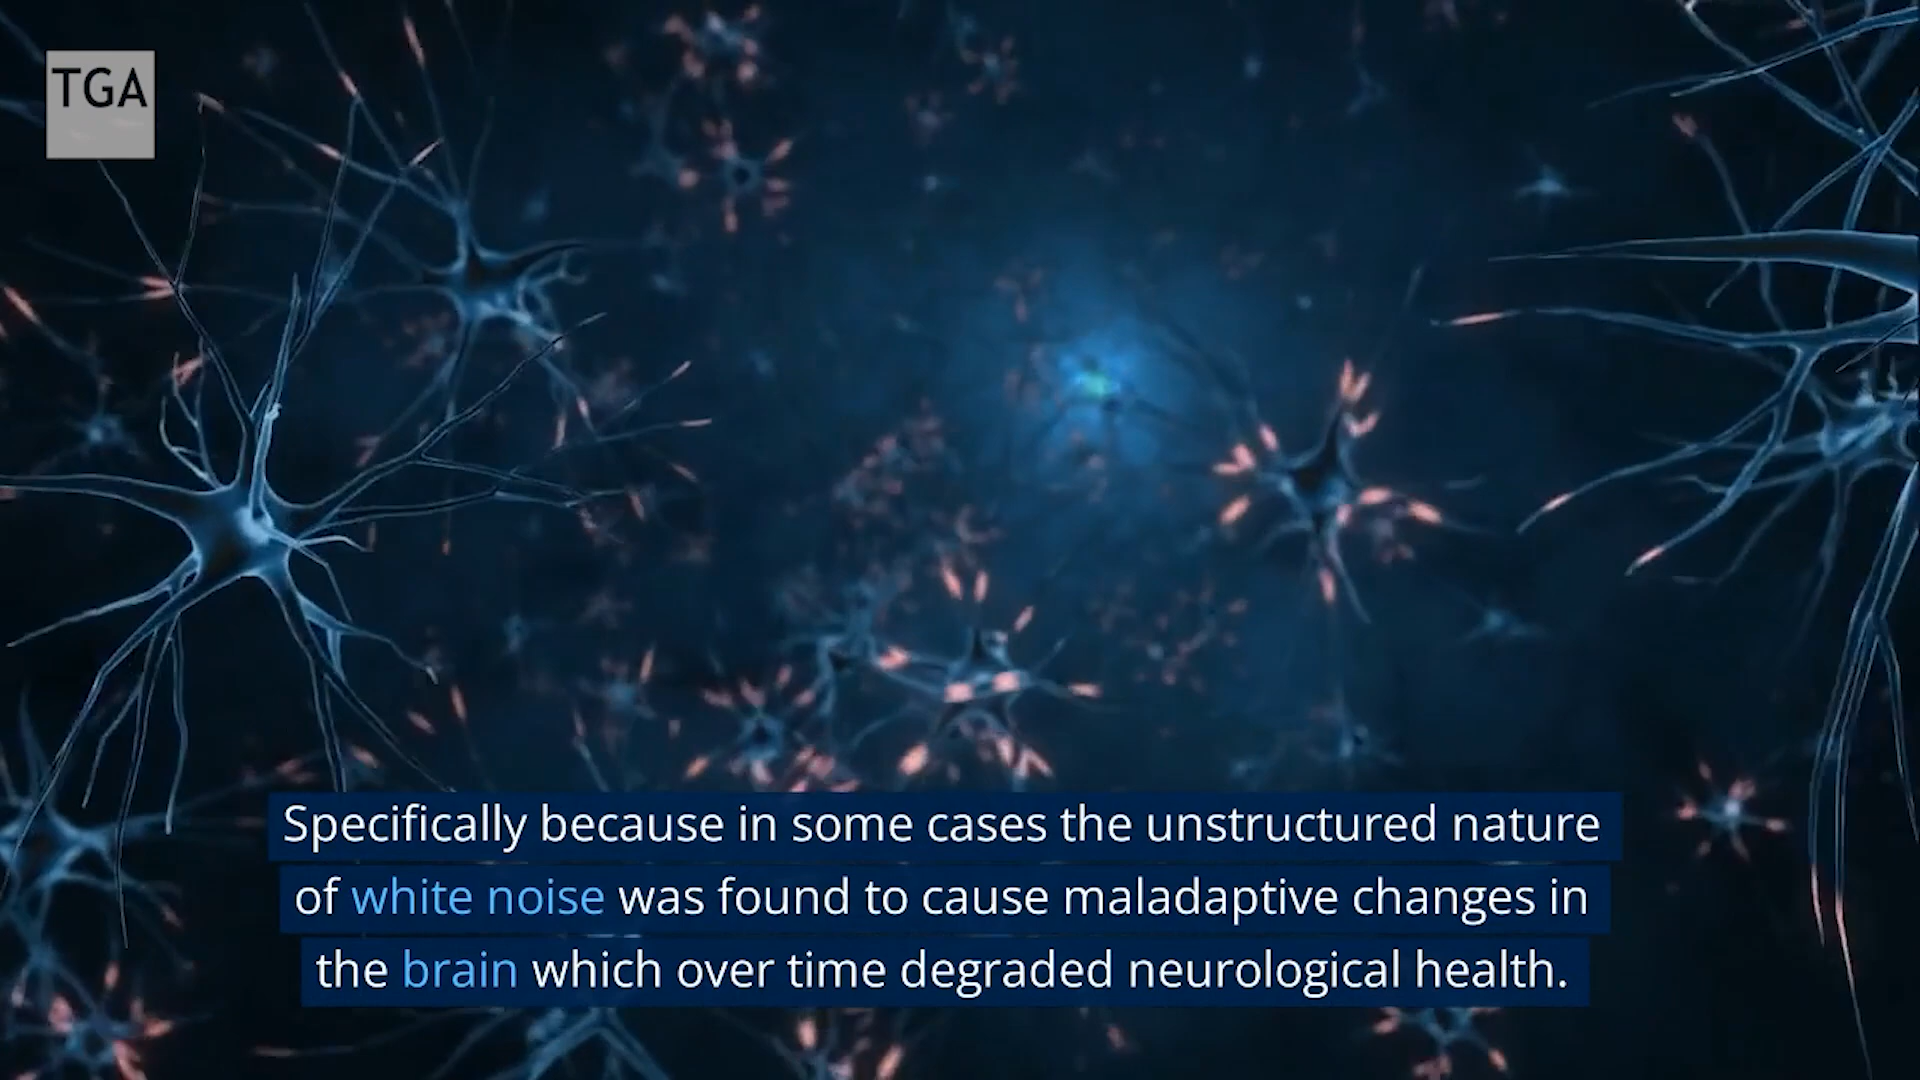 TGA
Specifically because in some cases the unstructured nature
of white noise was found to cause maladaptive changes in
the brain which over time degraded neurological health.